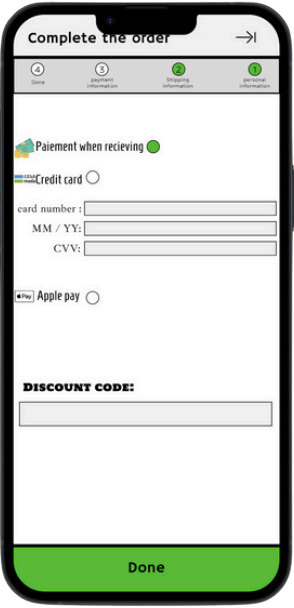 Complete the order
4
3
2
1
Done
payment
information
Shipping
information
personal
information
Paiement when recieving
Credit card
card number :
MM / YY:
CVV:
Pay
Apple pay
DISCOUNT CODE:
Done